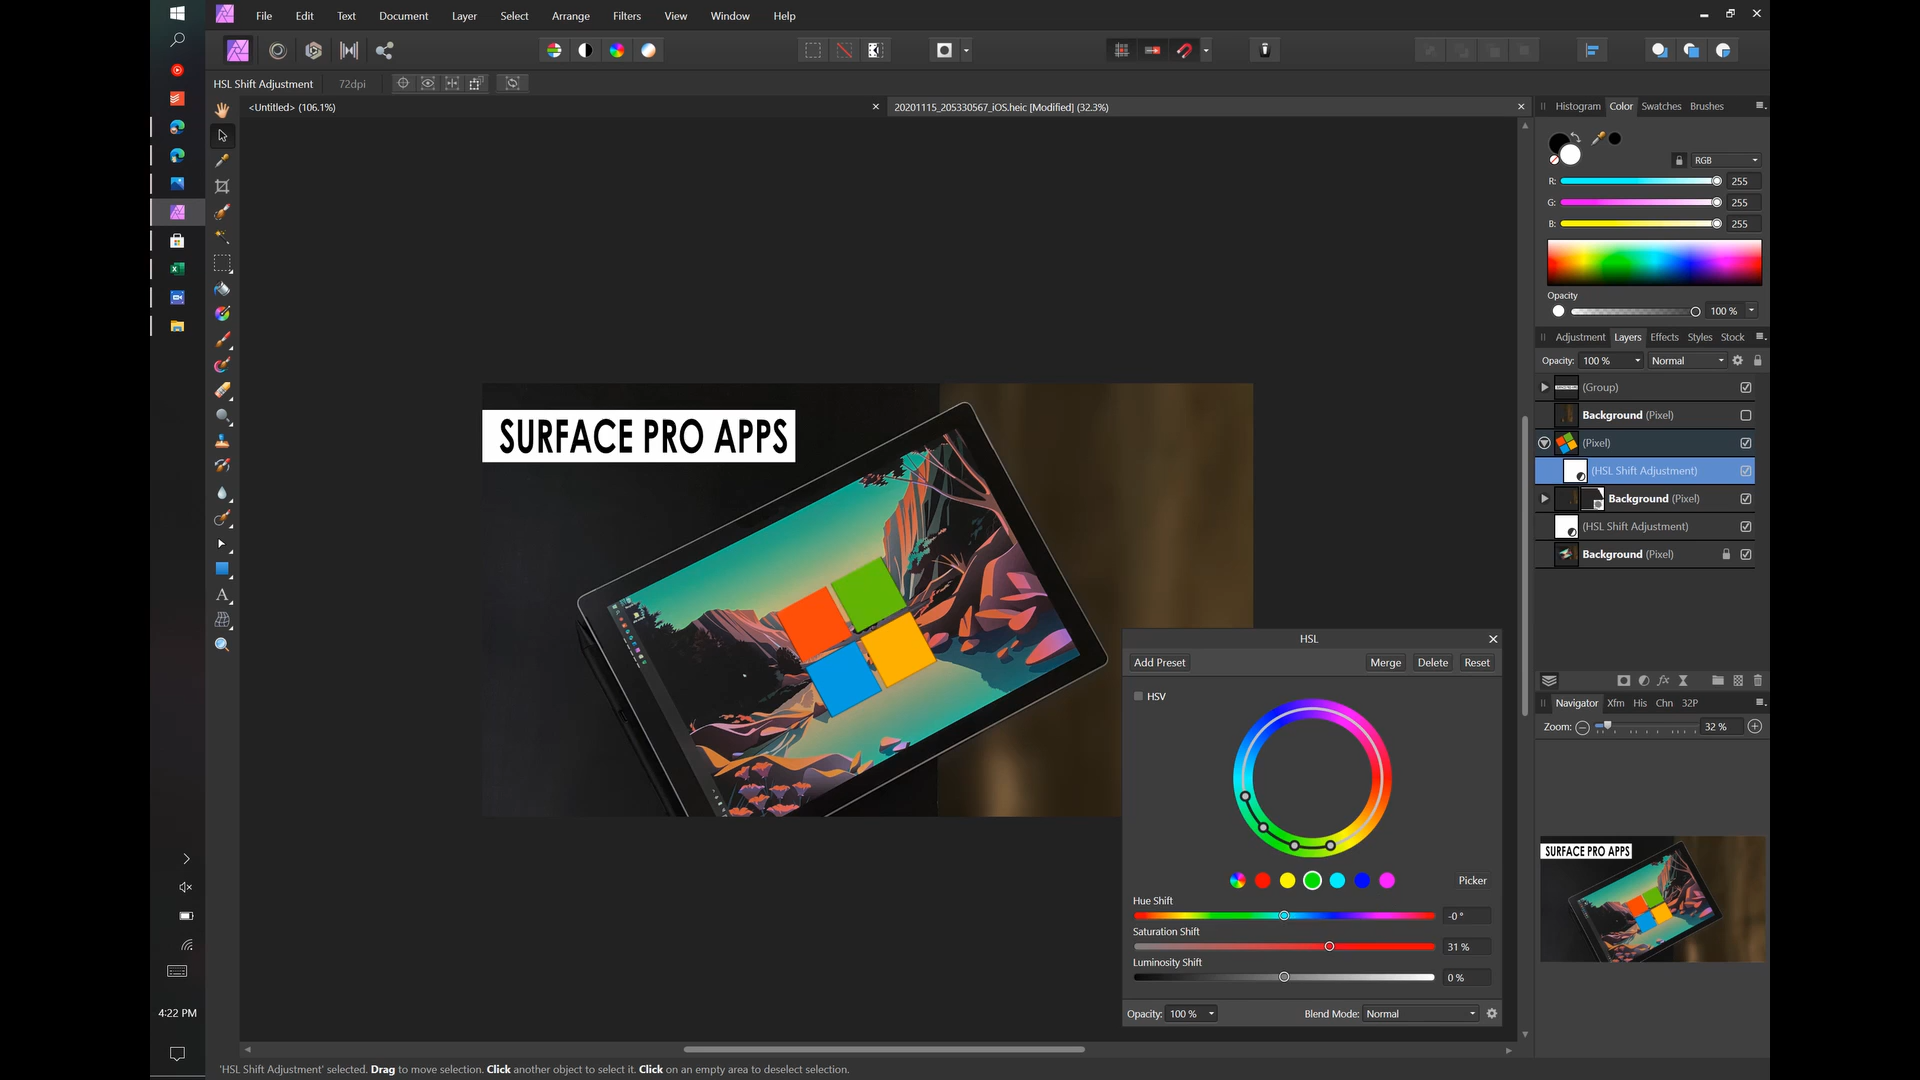 File Edit Text Document Layer Select Arrange Filters View Window Help
HSL Shift Adjustment 72dpi
<Untitled> (106.1%)
20201115_205330567_iOS.heic [Modified] (32.3%)
Histogram Color Swatches Brushes
RGB
R: 255
G: 255
B: 255
Opacity
100 %
Adjustment Layers Effects Styles Stock
Opacity: 100 % Normal
(Group)
Background (Pixel)
(Pixel)
(HSL Shift Adjustment)
Background (Pixel)
(HSL Shift Adjustment)
Background (Pixel)
SURFACE PRO APPS
Navigator Xfm His Chn 32P
Zoom: 32 %
SURFACE PRO APPS
HSL
Add Preset Merge Delete Reset
HSV
Picker
Hue Shift
-0 °
Saturation Shift
31 %
Luminosity Shift
0 %
Opacity: 100 % Blend Mode: Normal
4:22 PM
'HSL Shift Adjustment' selected. Drag to move selection. Click another object to select it. Click on an empty area to deselect selection.